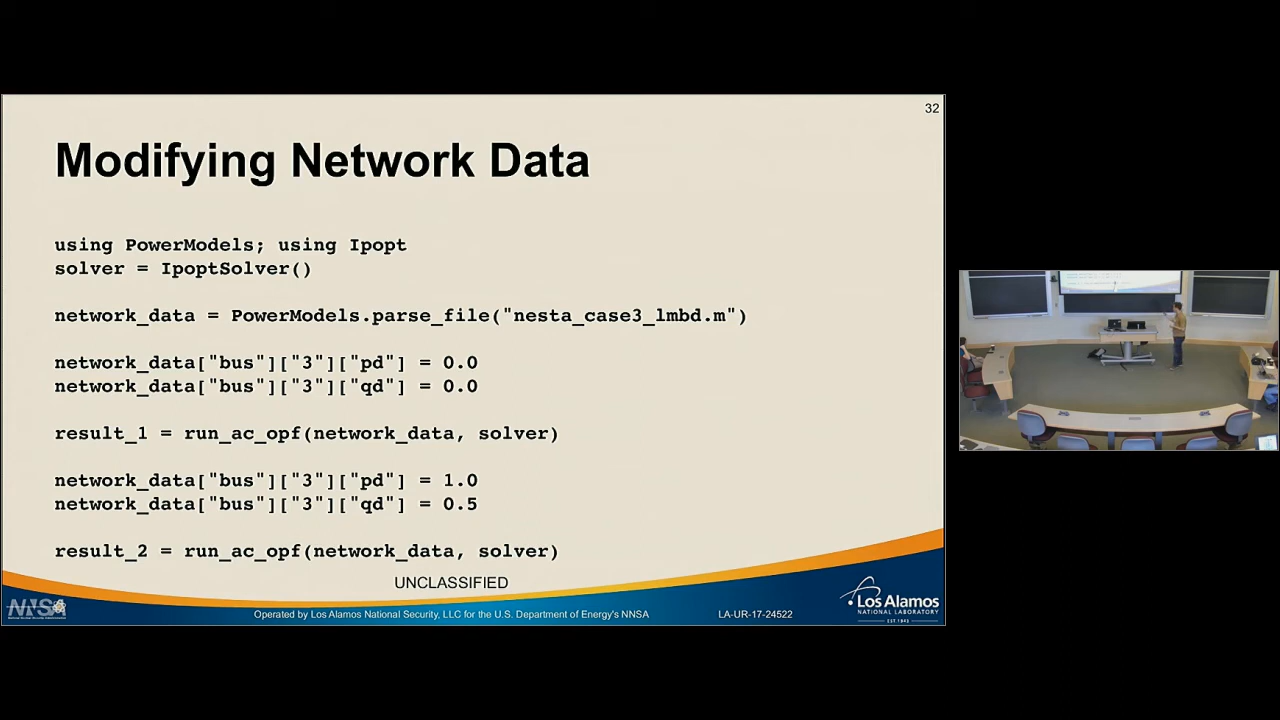 32
Modifying Network Data
using PowerModels; using Ipopt
solver = IpoptSolver()
network_data = PowerModels.parse_file("nesta_case3_lmbd.m")
network_data["bus"]["3"]["pd"] = 0.0
network_data["bus"]["3"]["qd"] = 0.0
result_1 = run_ac_opf(network_data, solver)
network_data["bus"]["3"]["pd"] = 1.0
network_data["bus"]["3"]["qd"] = 0.5
result_2 = run_ac_opf(network_data, solver)
UNCLASSIFIED
NNSA
Operated by Los Alamos National Security, LLC for the U.S. Department of Energy's NNSA
LA-UR-17-24522
Los Alamos
NATIONAL LABORATORY
EST. 1943